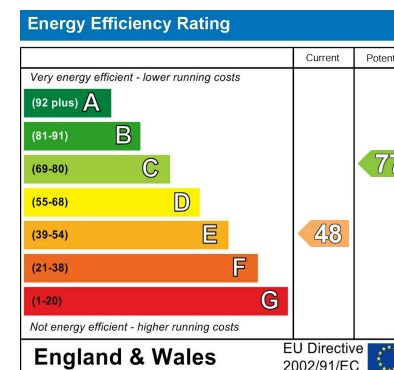 Energy Efficiency Rating
Current
Very energy efficient - lower running costs
(92 plus) A
(81-91) B
(69-80) C
77
(55-68) D
(39-54) E
48
(21-38) F
(1-20) G
Not energy efficient - higher running costs
England & Wales
EU Directive
2002/91/EC